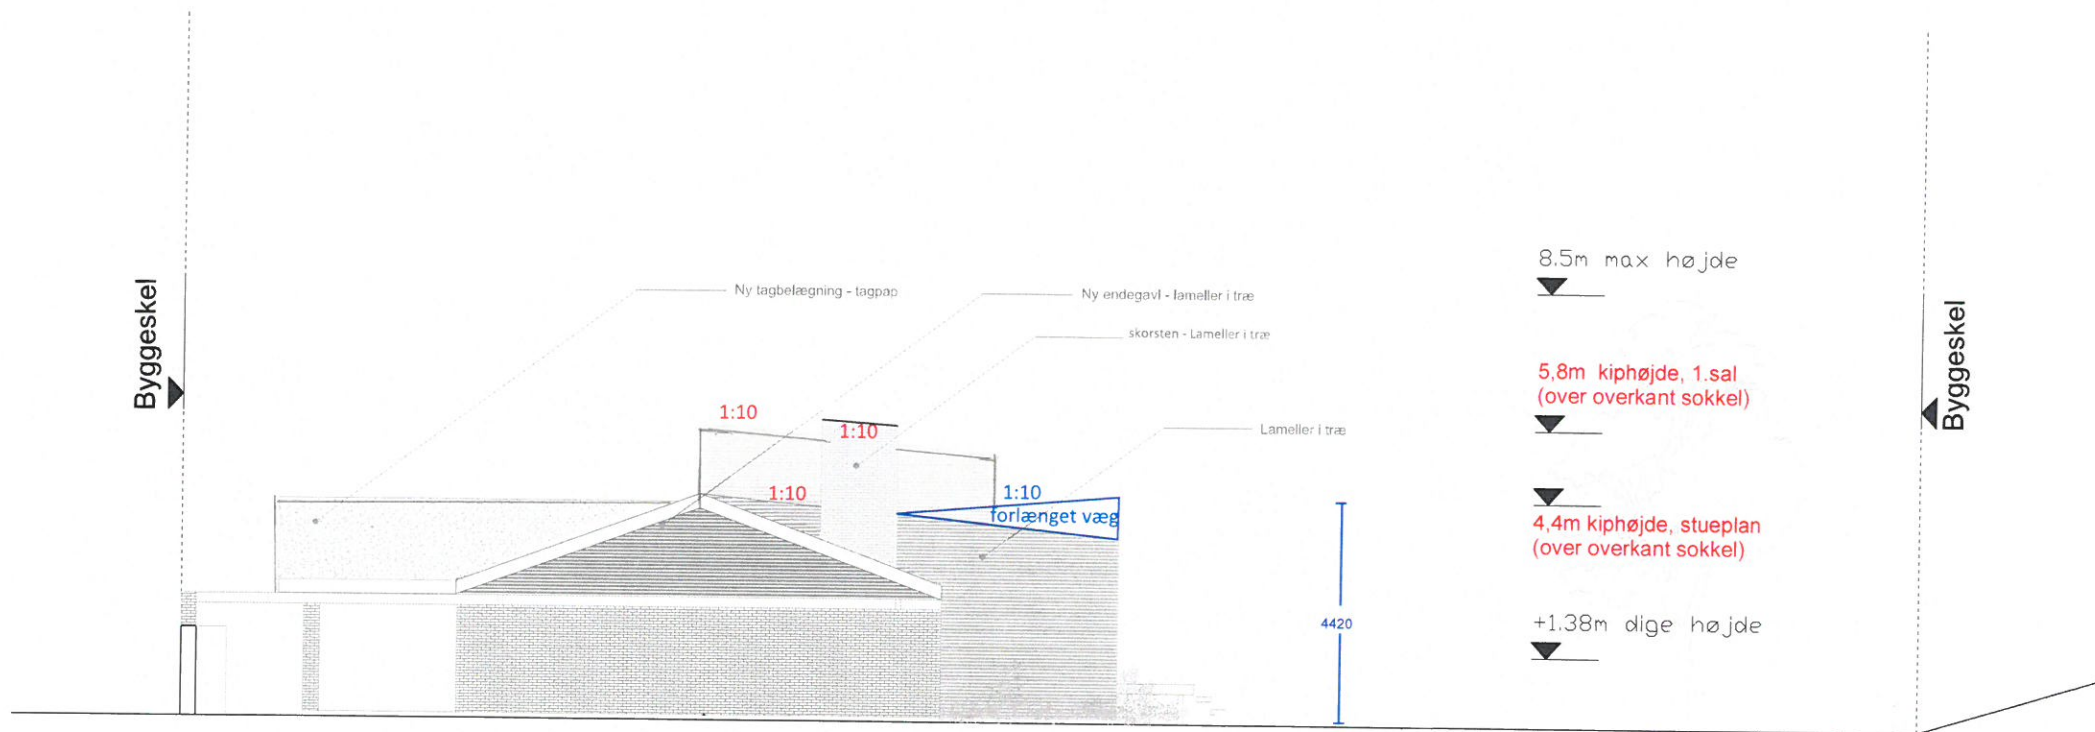 8.5m max højde
Ny tagbelægning - tagpap
Ny endegavl - lameller i træ
skorsten - Lameller i træ
Byggeskel
Byggeskel
5,8m kiphøjde, 1.sal
(over overkant sokkel)
1:10
1:10
Lameller i træ
1:10
1:10
forlænget væg
4,4m kiphøjde, stueplan
(over overkant sokkel)
4420
+1.38m dige højde